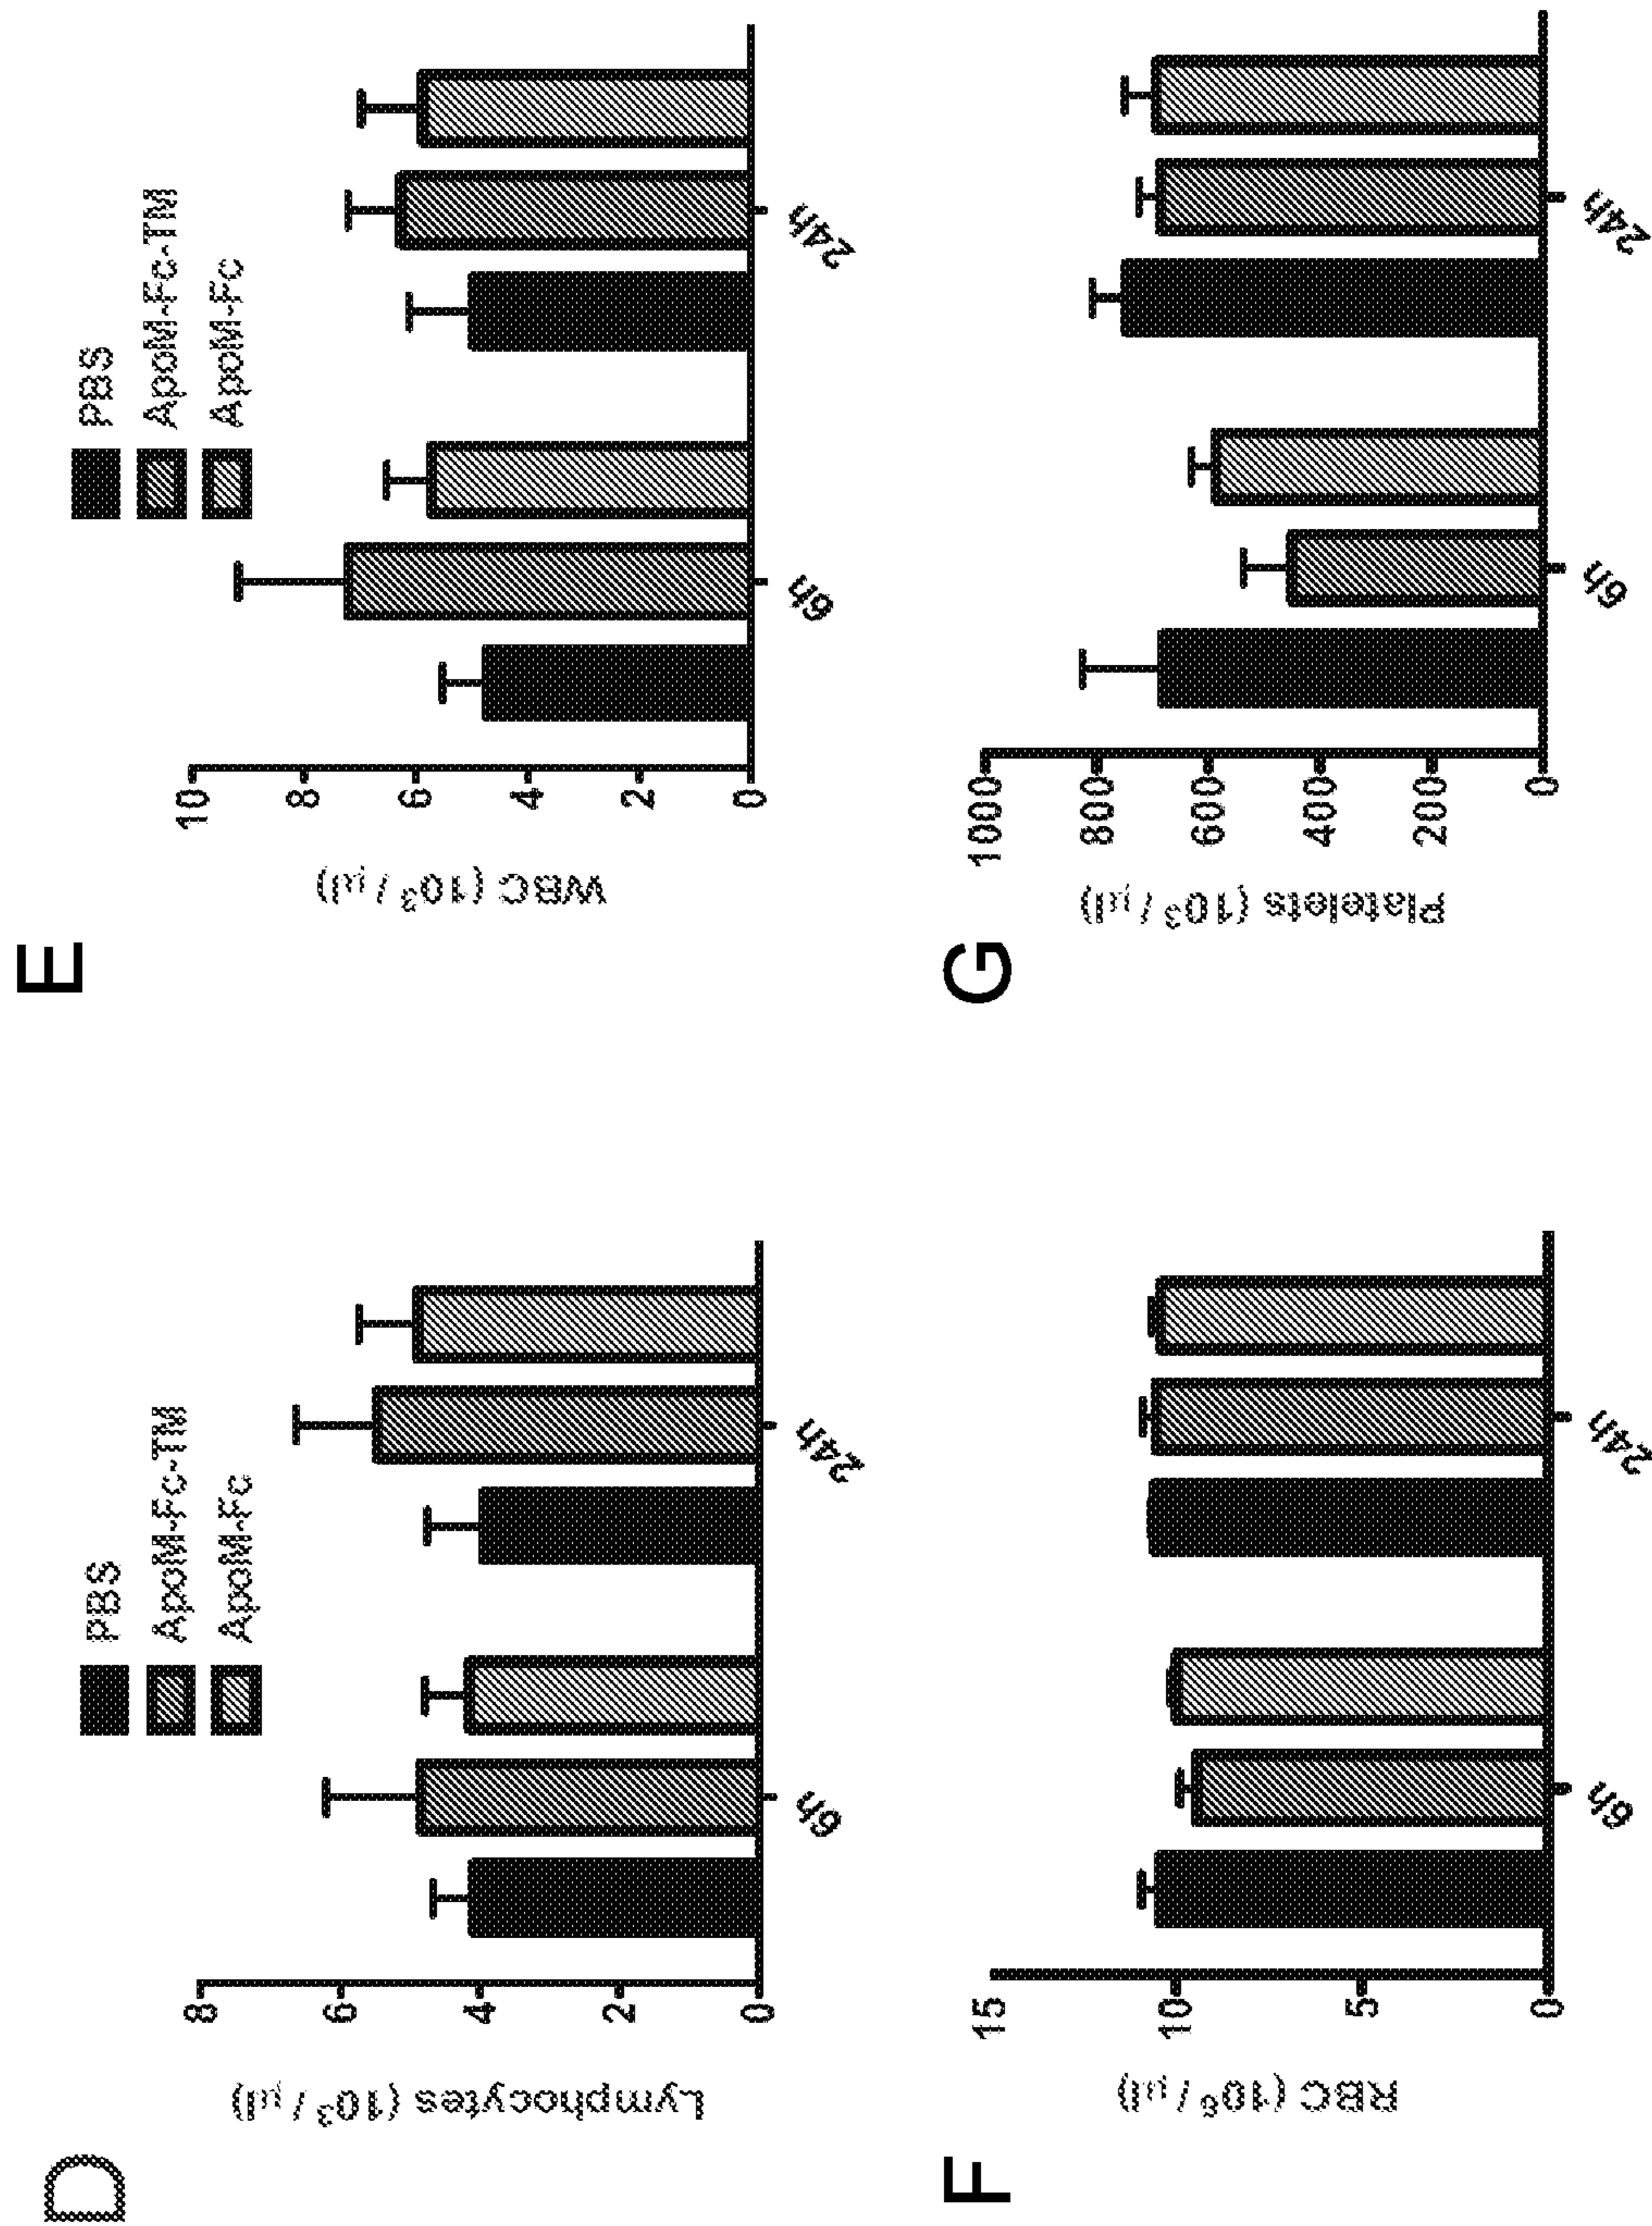 D
Lymphocytes (10³ / µl)
8
6
4
2
0
6h
24h
PBS
ApoM-Fc-TM
ApoM-Fc
E
WBC (10³ / µl)
10
8
6
4
2
0
6h
24h
PBS
ApoM-Fc-TM
ApoM-Fc
F
RBC (10⁶ / µl)
15
10
5
0
6h
24h
G
Platelets (10³ / µl)
1000
800
600
400
200
0
6h
24h